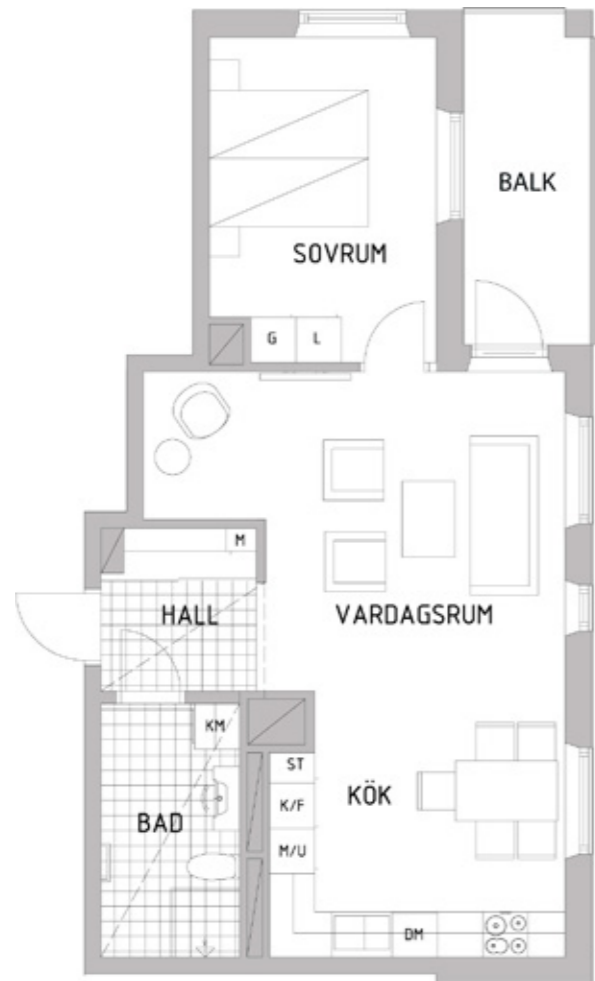 BALK
SOVRUM
G L
M
HALL
VARDAGSRUM
KM
ST
K/F
KÖK
BAD
M/U
DM